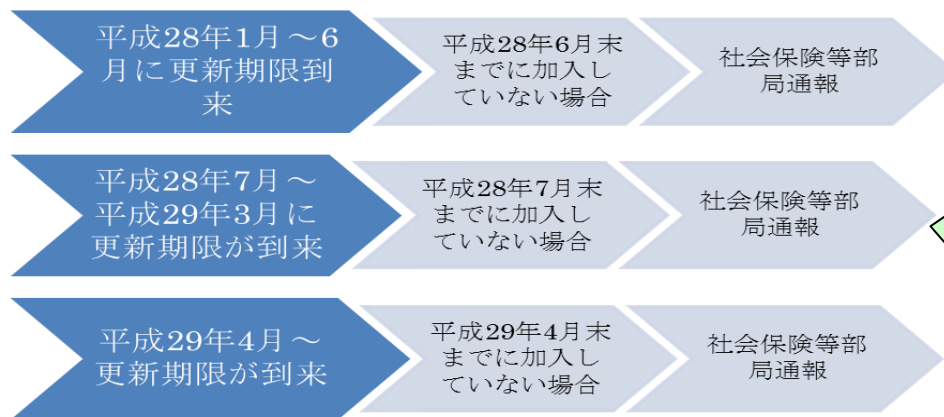 平成28年1月～6
月に更新期限到
来
平成28年6月末
までに加入し
ていない場合
社会保険等部
局通報
平成28年7月～
平成29年3月に
更新期限が到来
平成28年7月末
までに加入し
ていない場合
社会保険等部
局通報
平成29年4月～
更新期限が到来
平成29年4月末
までに加入し
ていない場合
社会保険等部
局通報